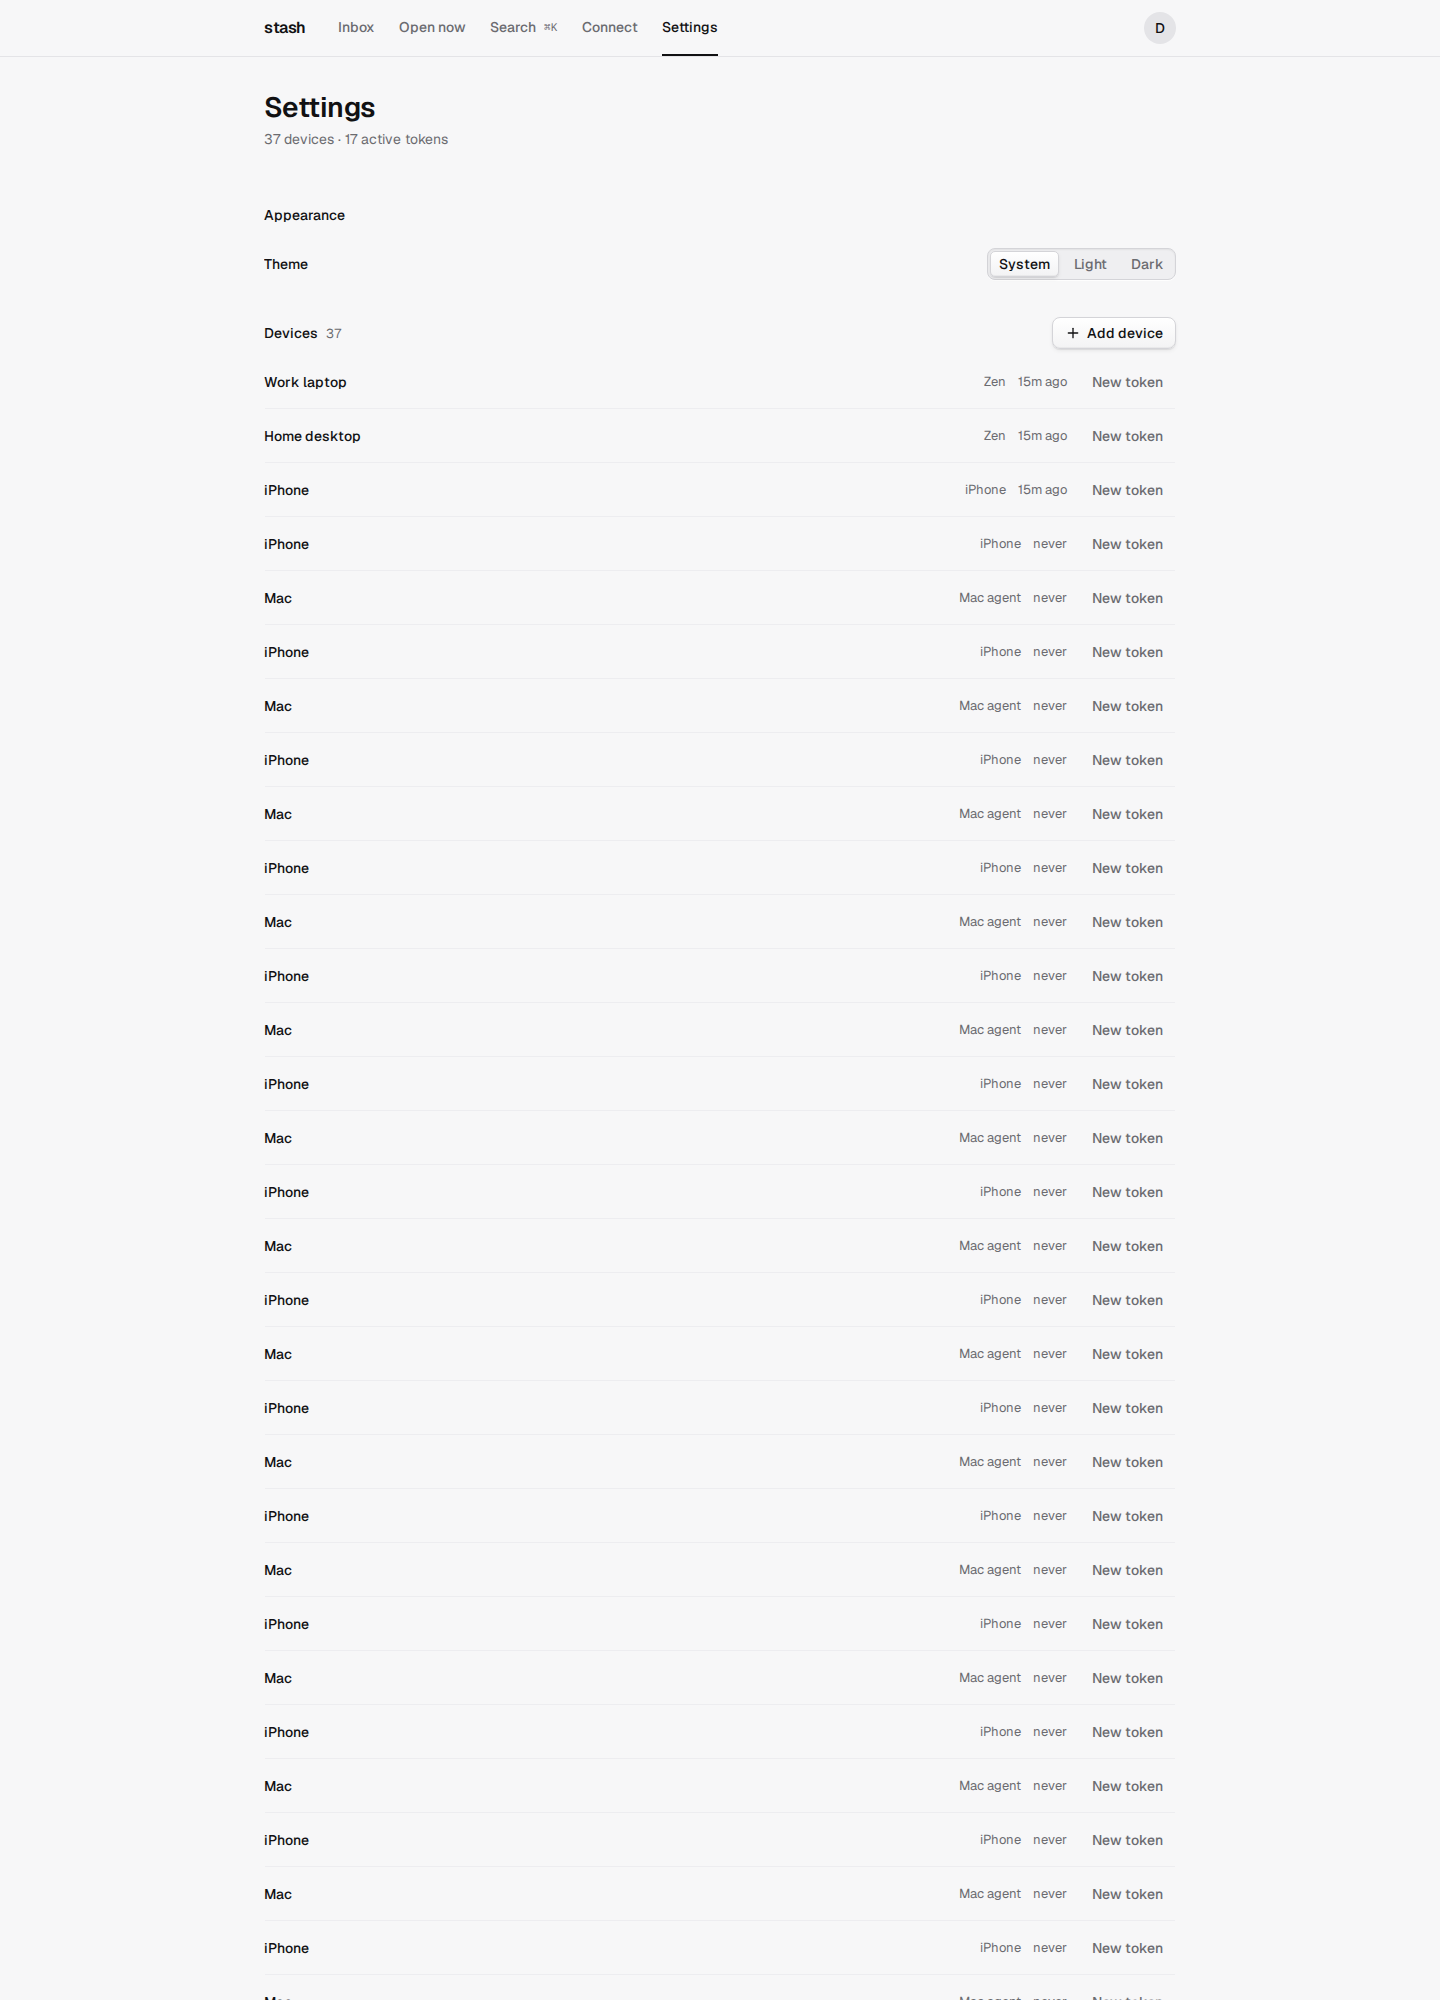 stash Inbox Open now Search ⌘K Connect Settings D
Settings
37 devices · 17 active tokens
Appearance
Theme System Light Dark
Devices 37 + Add device
Work laptop Zen 15m ago New token
Home desktop Zen 15m ago New token
iPhone iPhone 15m ago New token
iPhone iPhone never New token
Mac Mac agent never New token
iPhone iPhone never New token
Mac Mac agent never New token
iPhone iPhone never New token
Mac Mac agent never New token
iPhone iPhone never New token
Mac Mac agent never New token
iPhone iPhone never New token
Mac Mac agent never New token
iPhone iPhone never New token
Mac Mac agent never New token
iPhone iPhone never New token
Mac Mac agent never New token
iPhone iPhone never New token
Mac Mac agent never New token
iPhone iPhone never New token
Mac Mac agent never New token
iPhone iPhone never New token
Mac Mac agent never New token
iPhone iPhone never New token
Mac Mac agent never New token
iPhone iPhone never New token
Mac Mac agent never New token
iPhone iPhone never New token
Mac Mac agent never New token
iPhone iPhone never New token